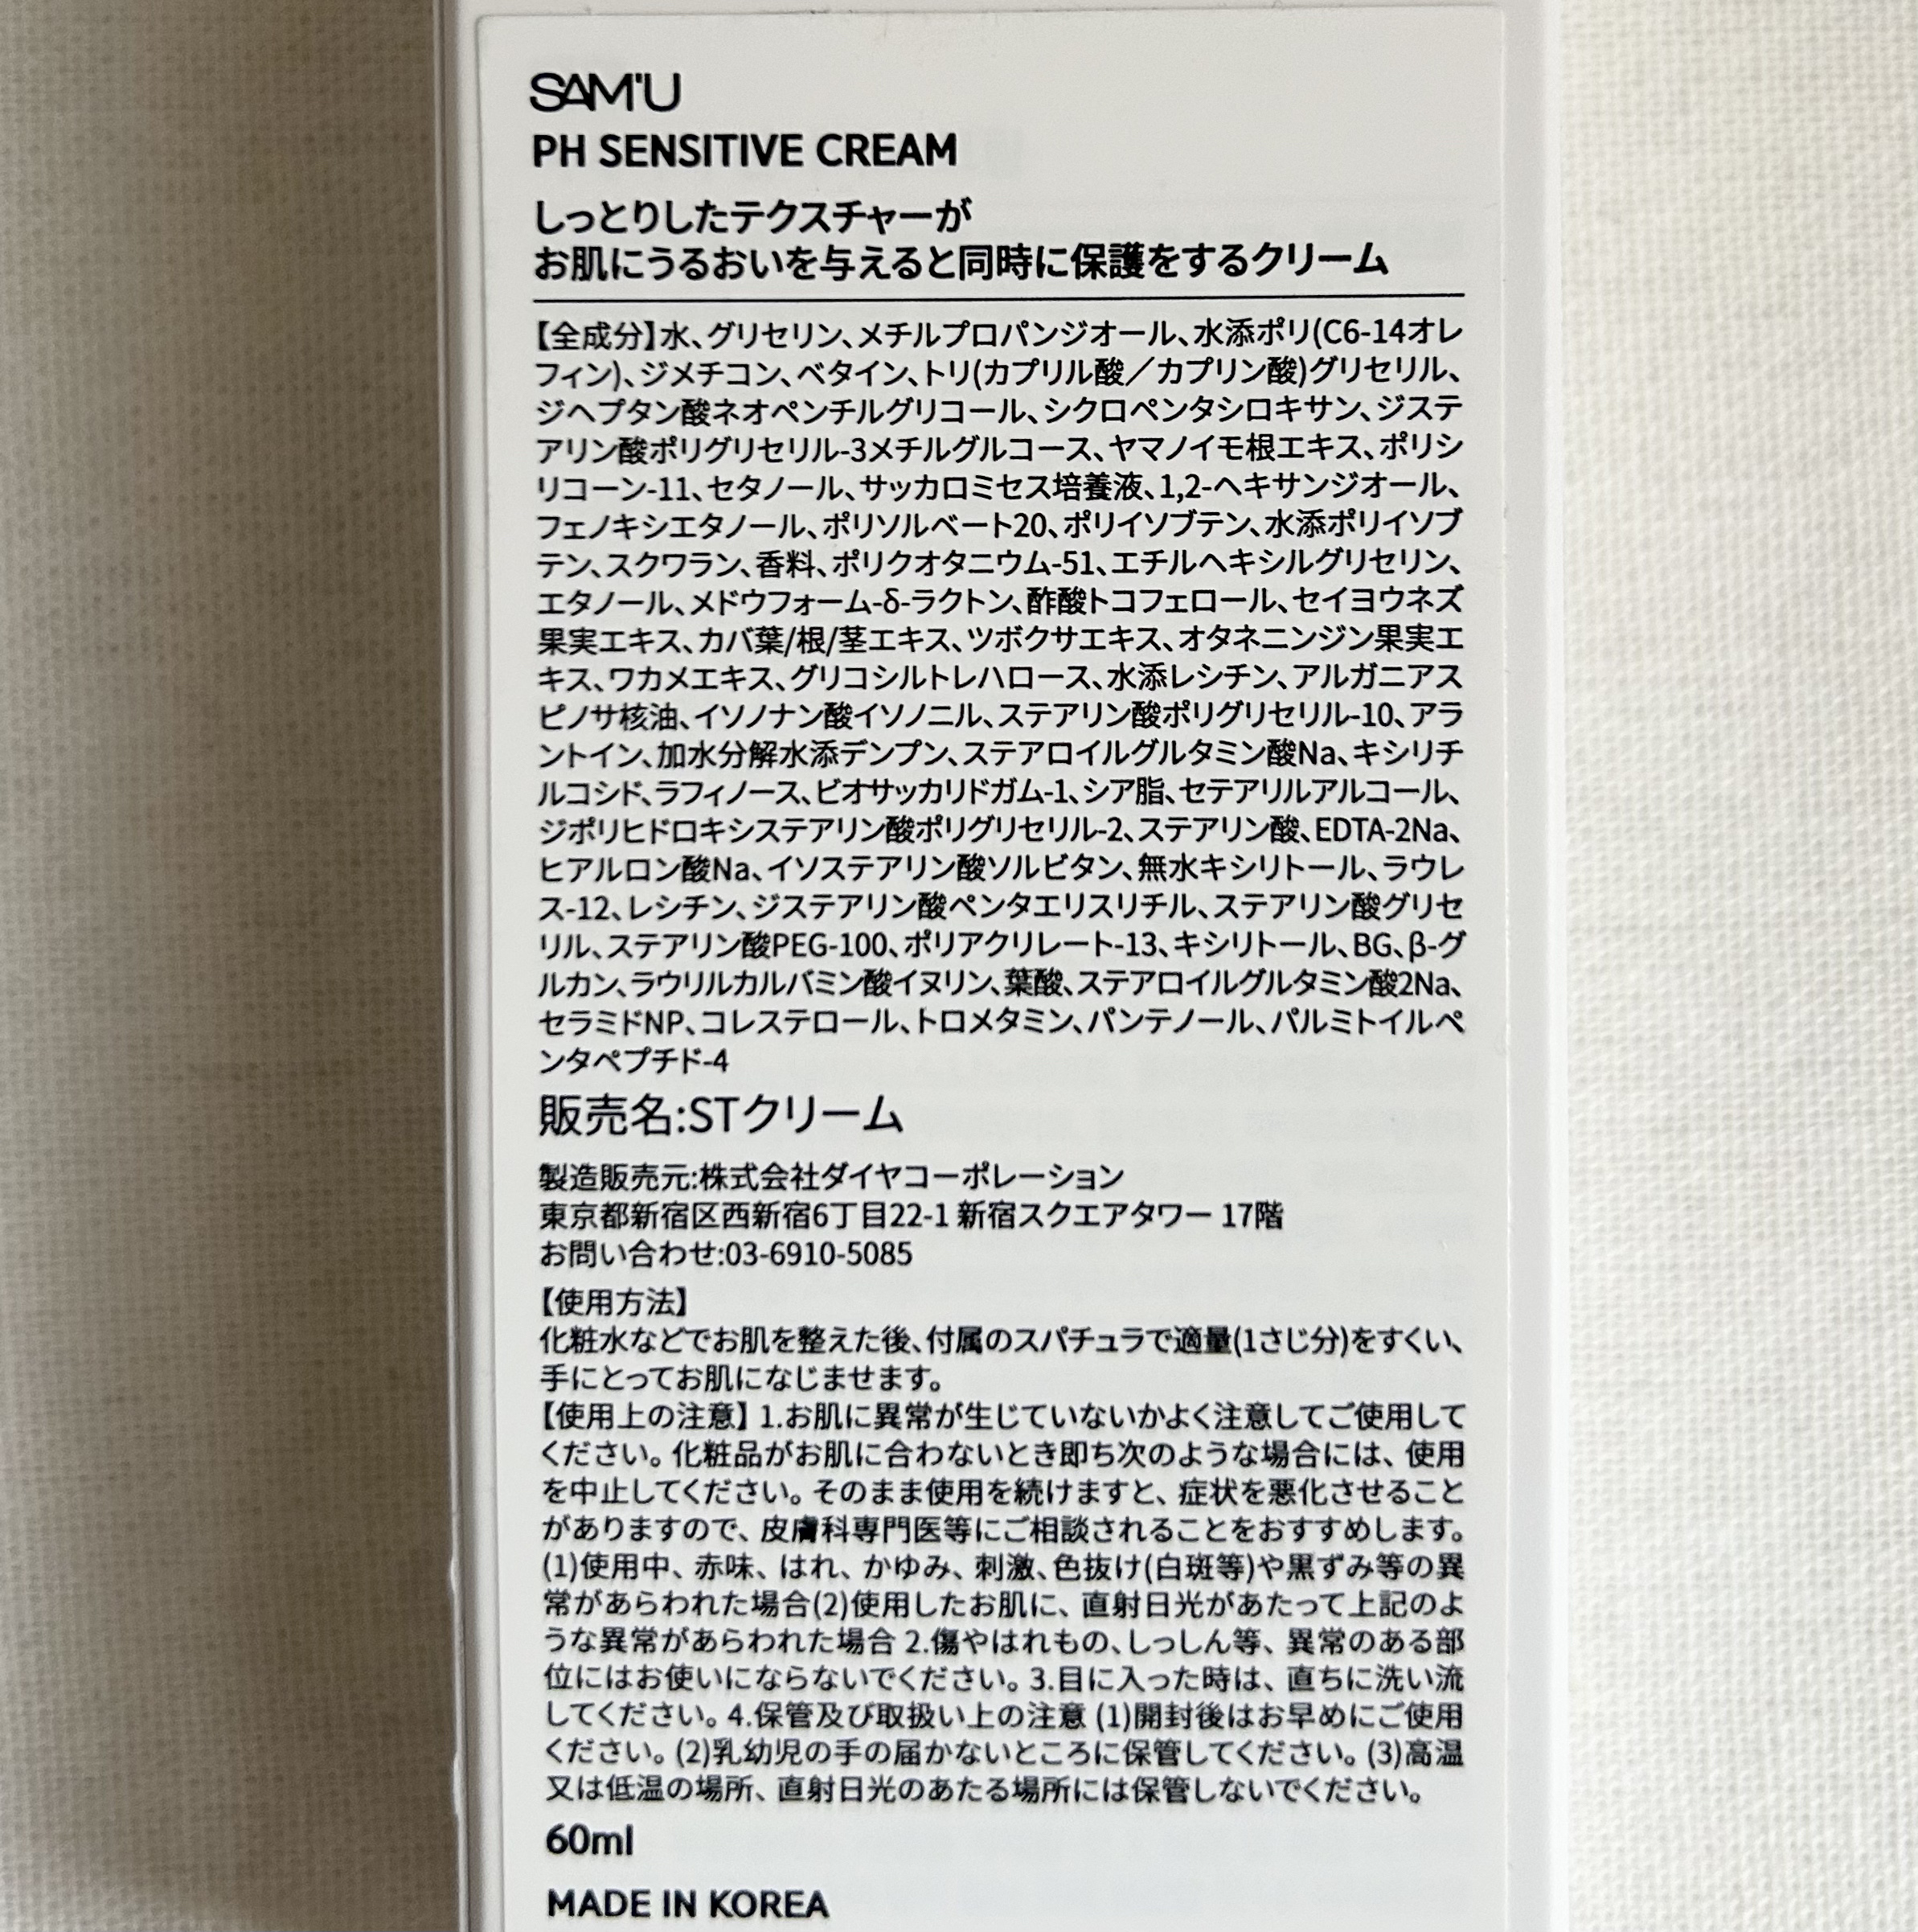 SAM'U
PH SENSITIVE CREAM
しっとりしたテクスチャーが
お肌にうるおいを与えると同時に保護をするクリーム
【全成分】水、グリセリン、メチルプロパンジオール、水添ポリ(C6-14オレ
フィン)、ジメチコン、ベタイン、トリ(カプリル酸／カプリン酸)グリセリル、
ジヘプタン酸ネオペンチルグリコール、シクロペンタシロキサン、ジステ
アリン酸ポリグリセリル-3メチルグルコース、ヤマノイモ根エキス、ポリシ
リコーン-11、セタノール、サッカロミセス培養液、1,2-ヘキサンジオール、
フェノキシエタノール、ポリソルベート20、ポリイソブテン、水添ポリイソブ
テン、スクワラン、香料、ポリクオタニウム-51、エチルヘキシルグリセリン、
エタノール、メドウフォーム-δ-ラクトン、酢酸トコフェロール、セイヨウネズ
果実エキス、カバ葉/根/茎エキス、ツボクサエキス、オタネニンジン果実エ
キス、ワカメエキス、グリコシルトレハロース、水添レシチン、アルガニアス
ピノサ核油、イソノナン酸イソノニル、ステアリン酸ポリグリセリル-10、アラ
ントイン、加水分解水添デンプン、ステアロイルグルタミン酸Na、キシリチ
ルコシド、ラフィノース、ビオサッカリドガム-1、シア脂、セテアリルアルコール、
ジポリヒドロキシステアリン酸ポリグリセリル-2、ステアリン酸、EDTA-2Na、
ヒアルロン酸Na、イソステアリン酸ソルビタン、無水キシリトール、ラウレ
ス-12、レシチン、ジステアリン酸ペンタエリスリチル、ステアリン酸グリセ
リル、ステアリン酸PEG-100、ポリアクリレート-13、キシリトール、BG、β-グ
ルカン、ラウリルカルバミン酸イヌリン、葉酸、ステアロイルグルタミン酸2Na、
セラミドNP、コレステロール、トロメタミン、パンテノール、パルミトイルペ
ンタペプチド-4
販売名:STクリーム
製造販売元:株式会社ダイヤコーポレーション
東京都新宿区西新宿6丁目22-1 新宿スクエアタワー 17階
お問い合わせ:03-6910-5085
【使用方法】
化粧水などでお肌を整えた後、付属のスパチュラで適量(1さじ分)をすくい、
手にとってお肌になじませます。
【使用上の注意】1.お肌に異常が生じていないかよく注意してご使用して
ください。化粧品がお肌に合わないとき即ち次のような場合には、使用
を中止してください。そのまま使用を続けますと、症状を悪化させること
がありますので、皮膚科専門医等にご相談されることをおすすめします。
(1)使用中、赤味、はれ、かゆみ、刺激、色抜け(白斑等)や黒ずみ等の異
常があらわれた場合(2)使用したお肌に、直射日光があたって上記のよ
うな異常があらわれた場合 2.傷やはれもの、しっしん等、異常のある部
位にはお使いにならないでください。3.目に入った時は、直ちに洗い流
してください。4.保管及び取扱い上の注意 (1)開封後はお早めにご使用
ください。(2)乳幼児の手の届かないところに保管してください。(3)高温
又は低温の場所、直射日光のあたる場所には保管しないでください。
60ml
MADE IN KOREA